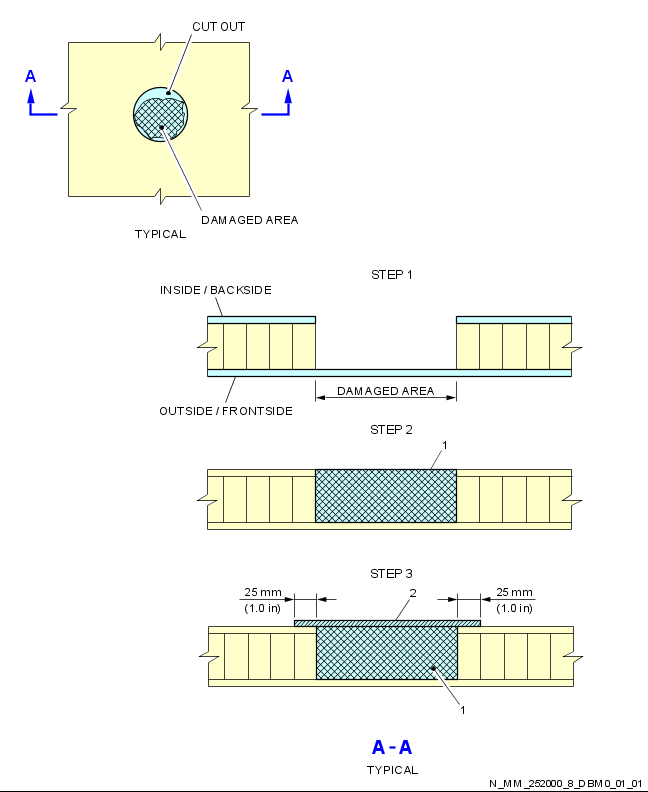 CUT OUT
A
A
DAMAGED AREA
TYPICAL
STEP 1
INSIDE / BACKSIDE
DAMAGED AREA
OUTSIDE / FRONTSIDE
STEP 2
1
STEP 3
25 mm
(1.0 in)
2
25 mm
(1.0 in)
1
A - A
TYPICAL
N_MM_252000_8_DBM0_01_01